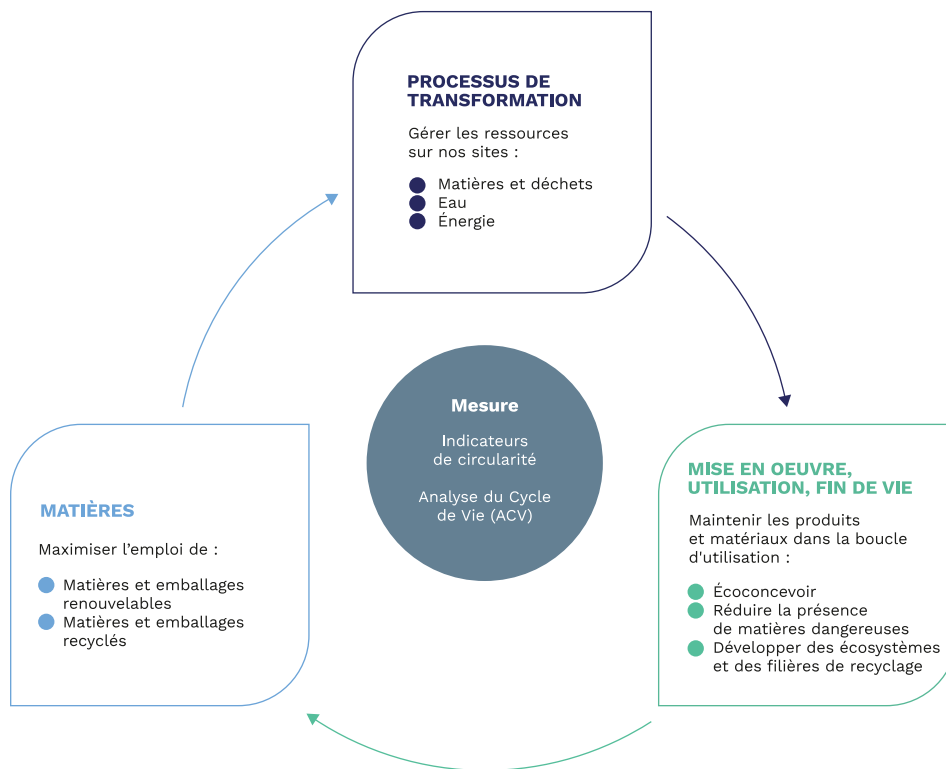 PROCESSUS DE
TRANSFORMATION
Gérer les ressources
sur nos sites :
Matières et déchets
Eau
Énergie
Mesure
Indicateurs
de circularité
Analyse du Cycle
de Vie (ACV)
MATIÈRES
Maximiser l'emploi de :
Matières et emballages
renouvelables
Matières et emballages
recyclés
MISE EN OEUVRE,
UTILISATION, FIN DE VIE
Maintenir les produits
et matériaux dans la boucle
d'utilisation :
Écoconcevoir
Réduire la présence
de matières dangereuses
Développer des écosystèmes
et des filières de recyclage